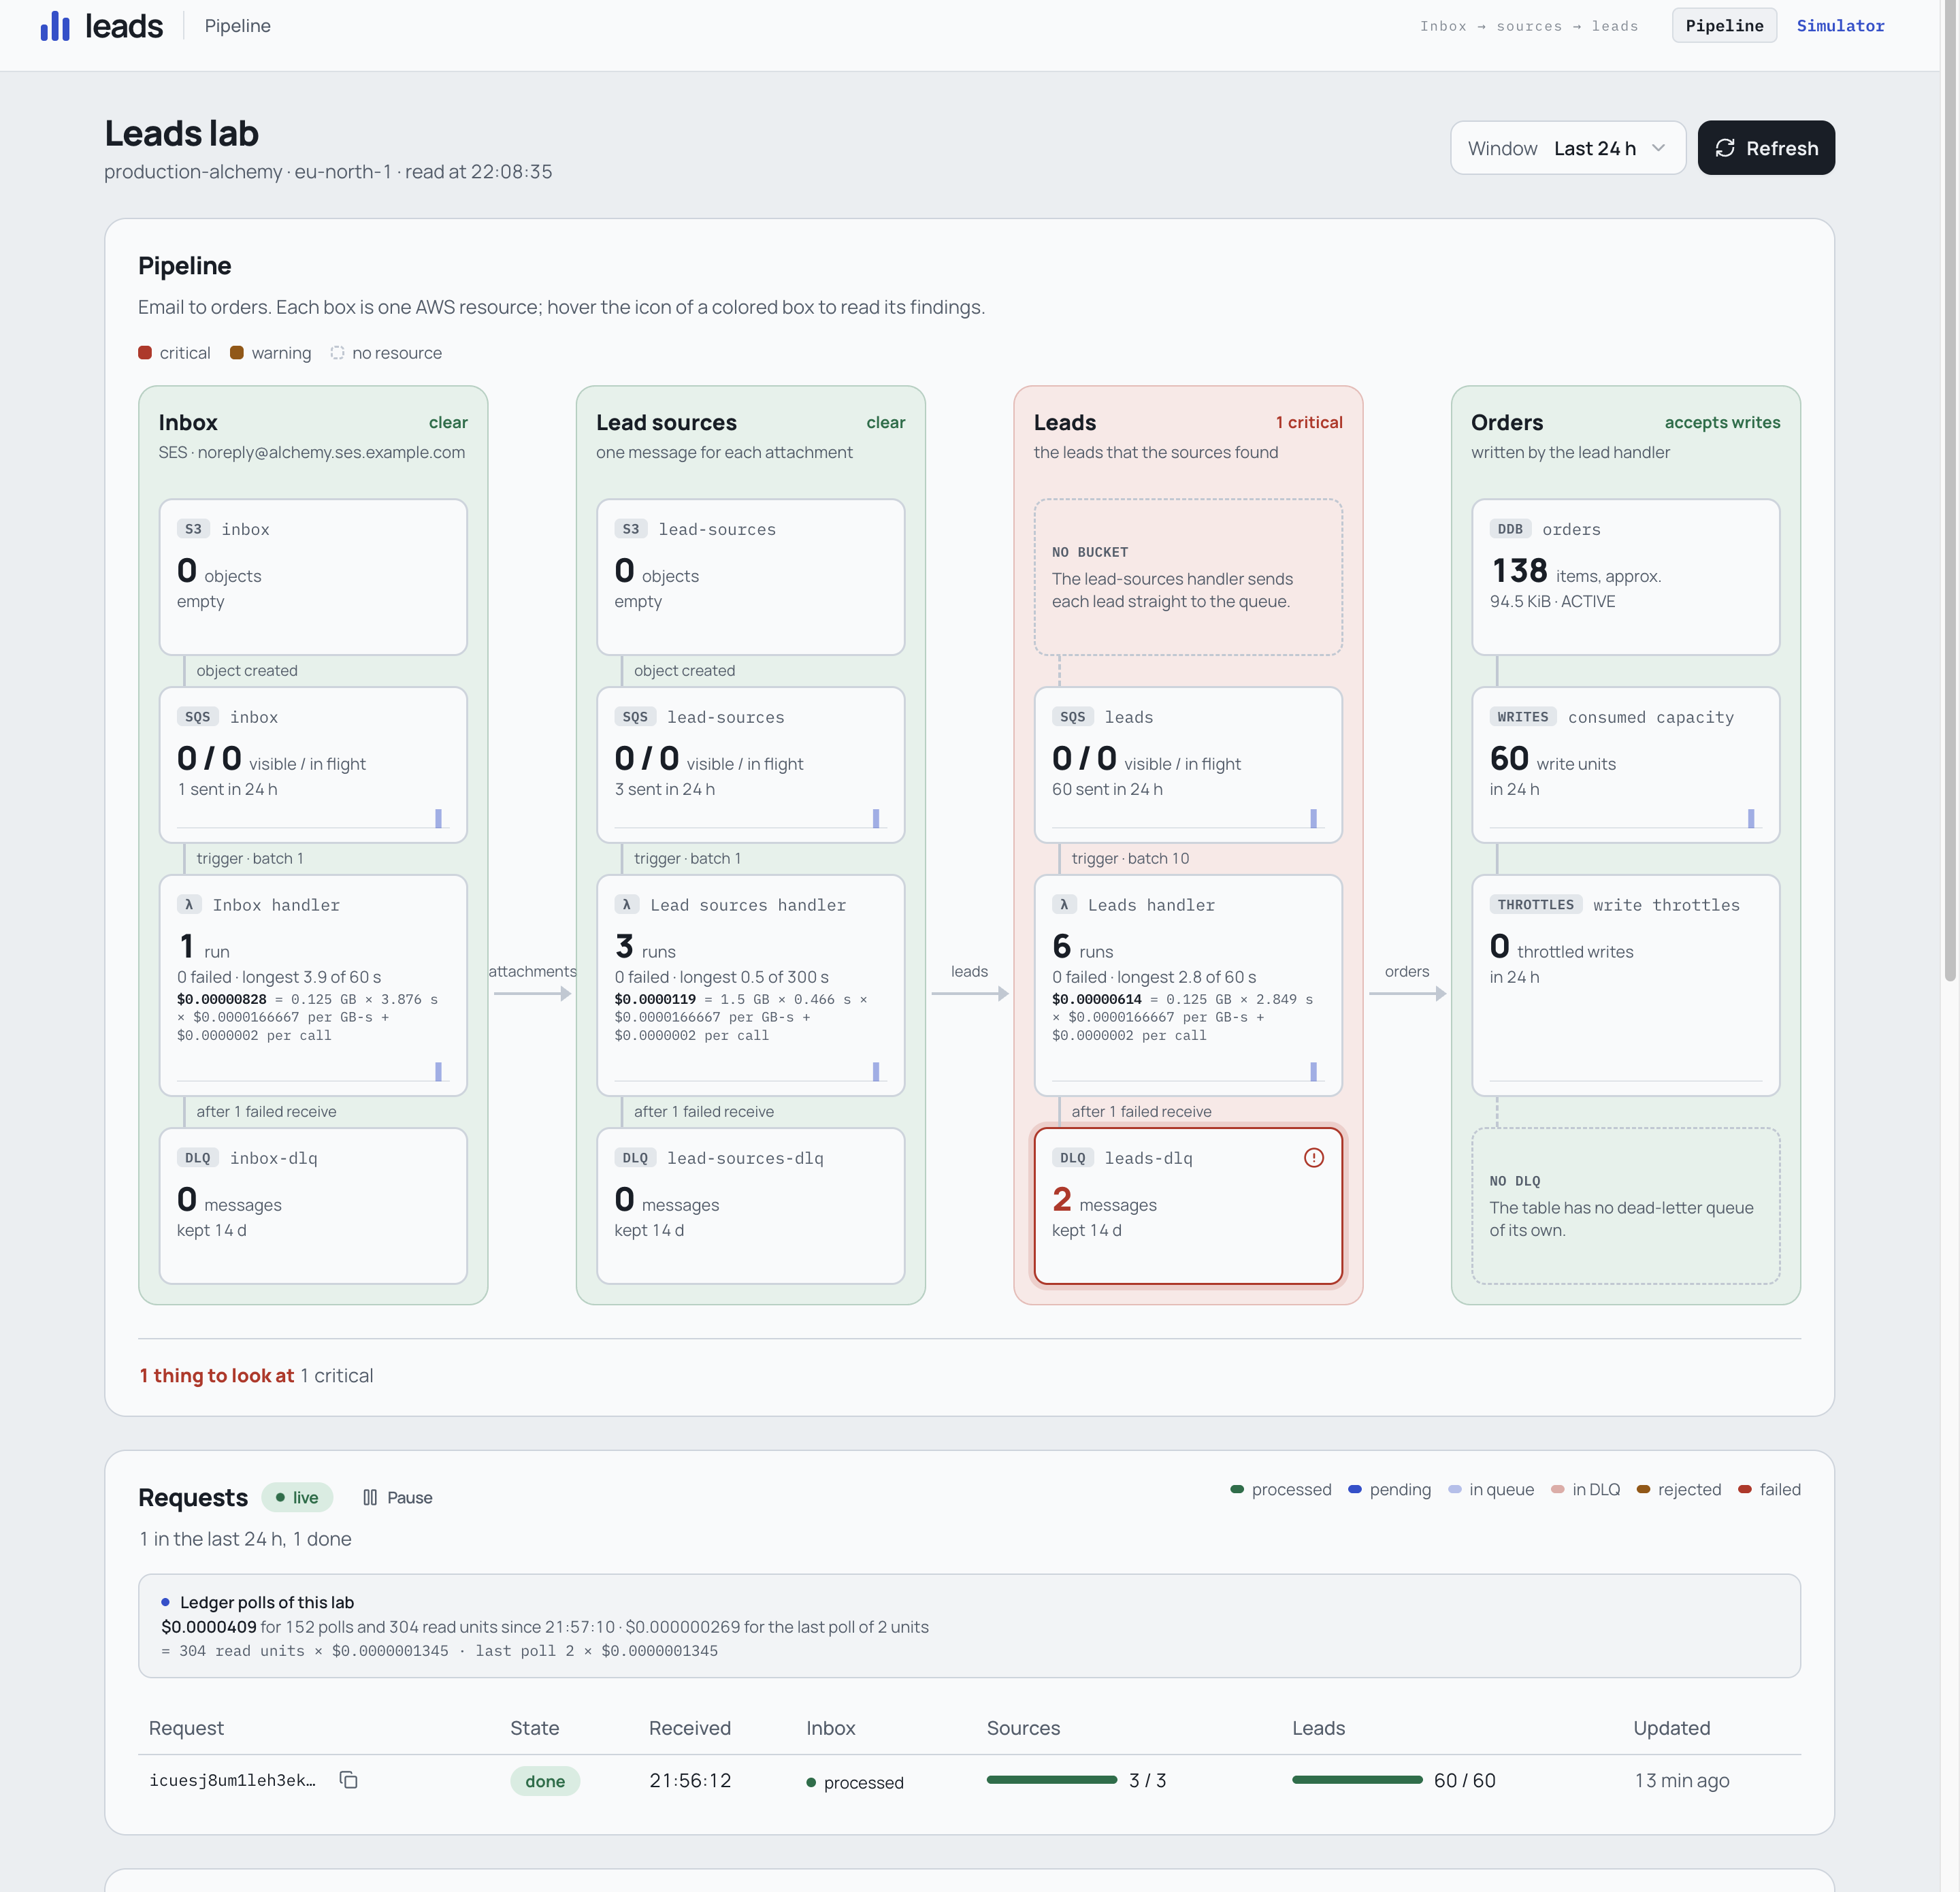 leads
Pipeline
Inbox → sources → leads
Pipeline
Simulator
Leads lab
production-alchemy · eu-north-1 · read at 22:08:35
Window Last 24 h
Refresh
Pipeline
Email to orders. Each box is one AWS resource; hover the icon of a colored box to read its findings.
critical warning no resource
Inbox clear
SES · noreply@alchemy.ses.example.com
S3 inbox
0 objects
empty
object created
SQS inbox
0 / 0 visible / in flight
1 sent in 24 h
trigger · batch 1
λ Inbox handler
1 run
0 failed · longest 3.9 of 60 s
$0.00000828 = 0.125 GB × 3.876 s
× $0.0000166667 per GB-s +
$0.0000002 per call
after 1 failed receive
DLQ inbox-dlq
0 messages
kept 14 d
attachments
Lead sources clear
one message for each attachment
S3 lead-sources
0 objects
empty
object created
SQS lead-sources
0 / 0 visible / in flight
3 sent in 24 h
trigger · batch 1
λ Lead sources handler
3 runs
0 failed · longest 0.5 of 300 s
$0.0000119 = 1.5 GB × 0.466 s ×
$0.0000166667 per GB-s +
$0.0000002 per call
after 1 failed receive
DLQ lead-sources-dlq
0 messages
kept 14 d
leads
Leads 1 critical
the leads that the sources found
NO BUCKET
The lead-sources handler sends
each lead straight to the queue.
SQS leads
0 / 0 visible / in flight
60 sent in 24 h
trigger · batch 10
λ Leads handler
6 runs
0 failed · longest 2.8 of 60 s
$0.00000614 = 0.125 GB × 2.849 s
× $0.0000166667 per GB-s +
$0.0000002 per call
after 1 failed receive
DLQ leads-dlq
2 messages
kept 14 d
orders
Orders accepts writes
written by the lead handler
DDB orders
138 items, approx.
94.5 KiB · ACTIVE
WRITES consumed capacity
60 write units
in 24 h
THROTTLES write throttles
0 throttled writes
in 24 h
NO DLQ
The table has no dead-letter queue
of its own.
1 thing to look at 1 critical
Requests live Pause
processed pending in queue in DLQ rejected failed
1 in the last 24 h, 1 done
Ledger polls of this lab
$0.0000409 for 152 polls and 304 read units since 21:57:10 · $0.000000269 for the last poll of 2 units
= 304 read units × $0.0000001345 · last poll 2 × $0.0000001345
Request State Received Inbox Sources Leads Updated
icuesj8um1leh3ek… done 21:56:12 processed 3 / 3 60 / 60 13 min ago